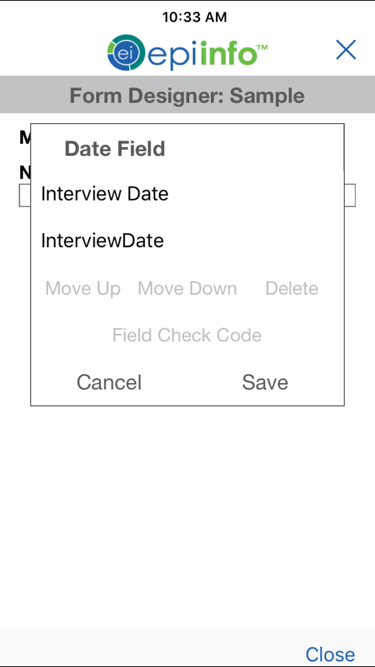 10:33 AM
ei epiinfo™
Form Designer: Sample
M
Date Field
N
Interview Date
InterviewDate
Move Up Move Down Delete
Field Check Code
Cancel Save
Close